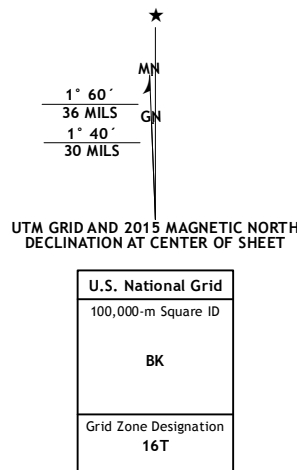 MN
1° 60´
36 MILS
GN
1° 40´
30 MILS
UTM GRID AND 2015 MAGNETIC NORTH
DECLINATION AT CENTER OF SHEET
U.S. National Grid
100,000-m Square ID
BK
Grid Zone Designation
16T